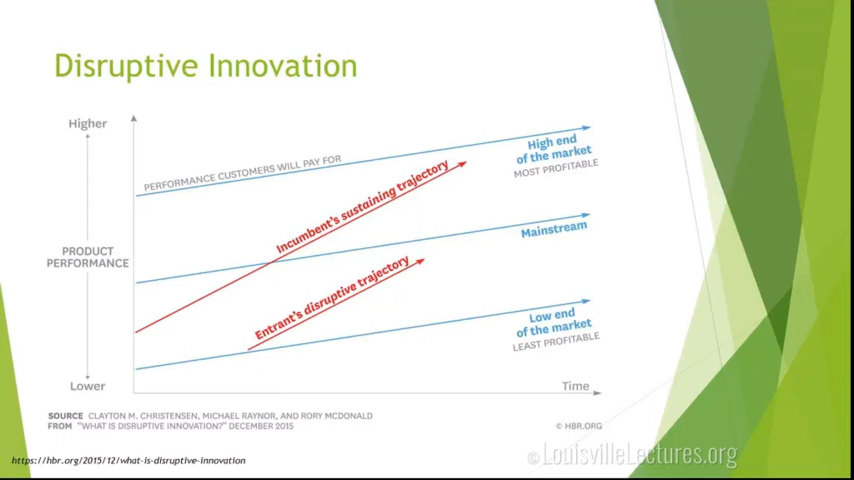 Disruptive Innovation
Higher
PERFORMANCE CUSTOMERS WILL PAY FOR
High end
of the market
MOST PROFITABLE
Incumbent's sustaining trajectory
PRODUCT
PERFORMANCE
Mainstream
Entrant's disruptive trajectory
Low end
of the market
LEAST PROFITABLE
Lower
Time
SOURCE CLAYTON M. CHRISTENSEN, MICHAEL RAYNOR, AND RORY MCDONALD
FROM "WHAT IS DISRUPTIVE INNOVATION?" DECEMBER 2015
© HBR.ORG
https://hbr.org/2015/12/what-is-disruptive-innovation
©LouisvilleLectures.org